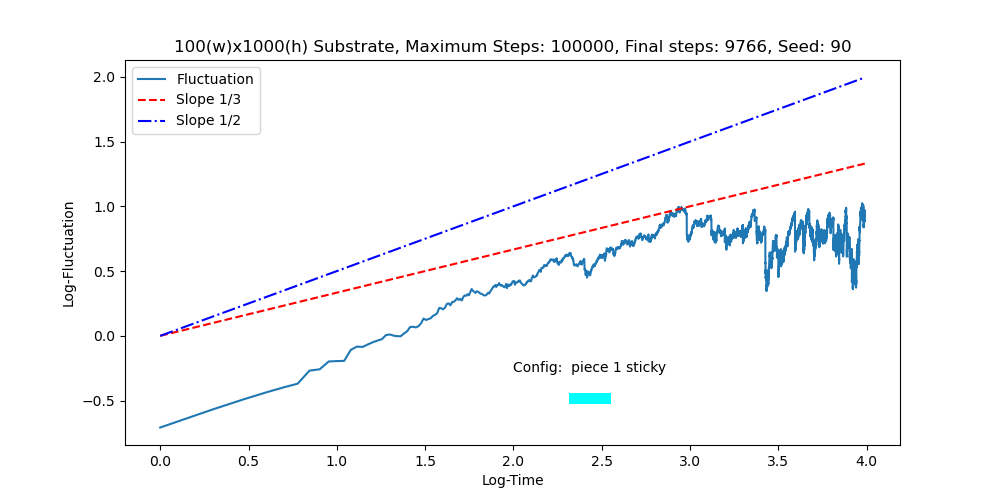 100(w)x1000(h) Substrate, Maximum Steps: 100000, Final steps: 9766, Seed: 90
Fluctuation
Slope 1/3
Slope 1/2
2.0
1.5
1.0
0.5
0.0
−0.5
Log-Fluctuation
Config:  piece 1 sticky
0.0 0.5 1.0 1.5 2.0 2.5 3.0 3.5 4.0
Log-Time